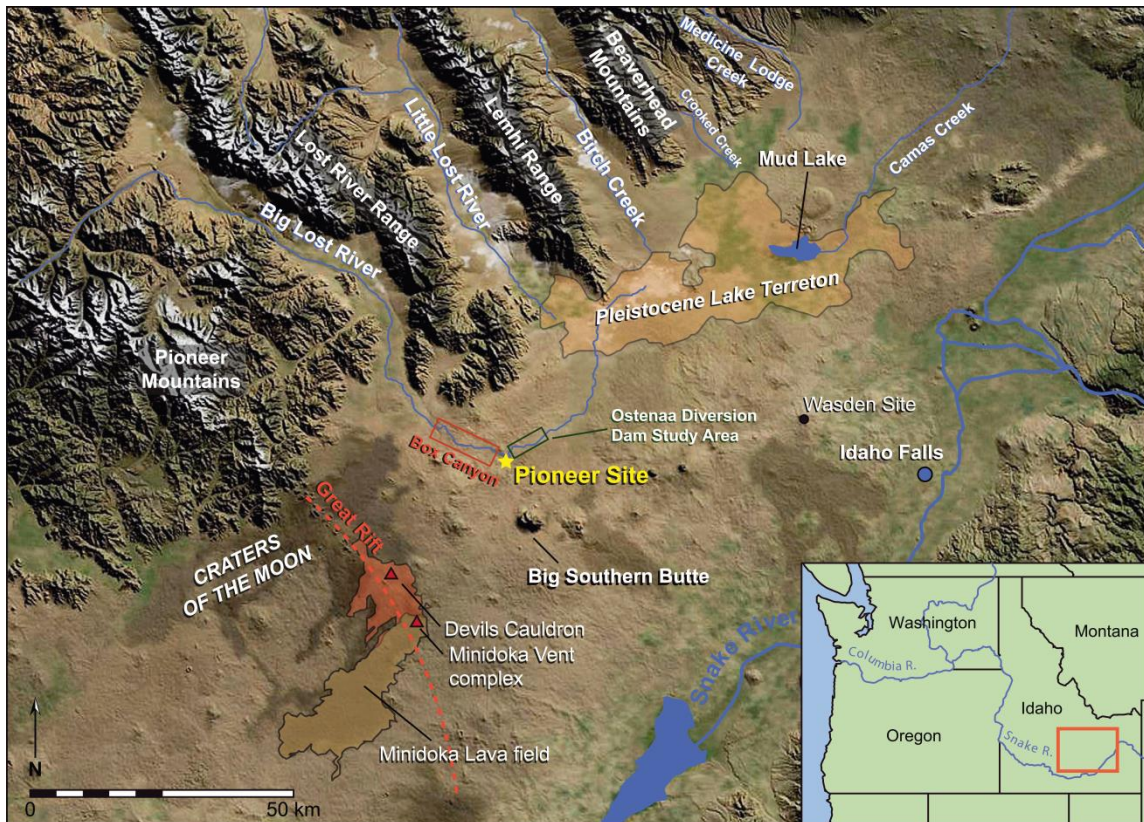 Medicine Lodge
Creek
Beaverhead
Mountains
Crooked Creek
Camas Creek
Mud Lake
Birch Creek
Lemhi Range
Little Lost River
Lost River Range
Big Lost River
Pleistocene Lake Terreton
Pioneer
Mountains
Wasden Site
Ostenaa Diversion
Dam Study Area
Idaho Falls
Box Canyon
Pioneer Site
Great Rift
CRATERS
OF THE MOON
Big Southern Butte
Devils Cauldron
Minidoka Vent
complex
Snake River
Minidoka Lava field
N
0
50 km
Washington
Montana
Columbia R.
Idaho
Oregon
Snake R.